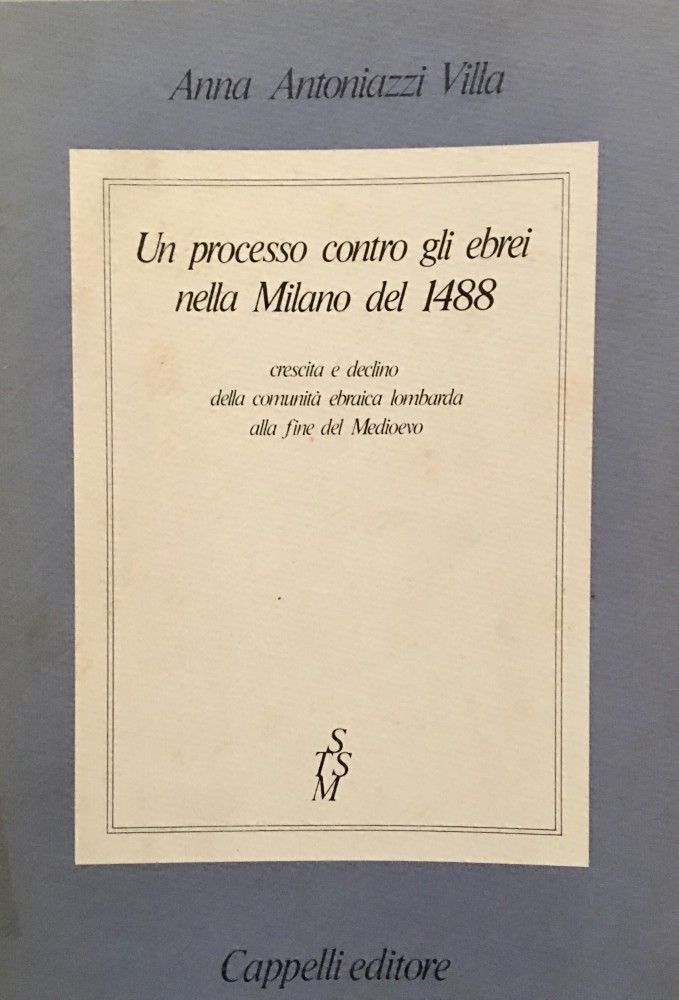 Anna Antoniazzi Villa
Un processo contro gli ebrei
nella Milano del 1488
crescita e declino
della comunità ebraica lombarda
alla fine del Medioevo
S
TS
M
Cappelli editore